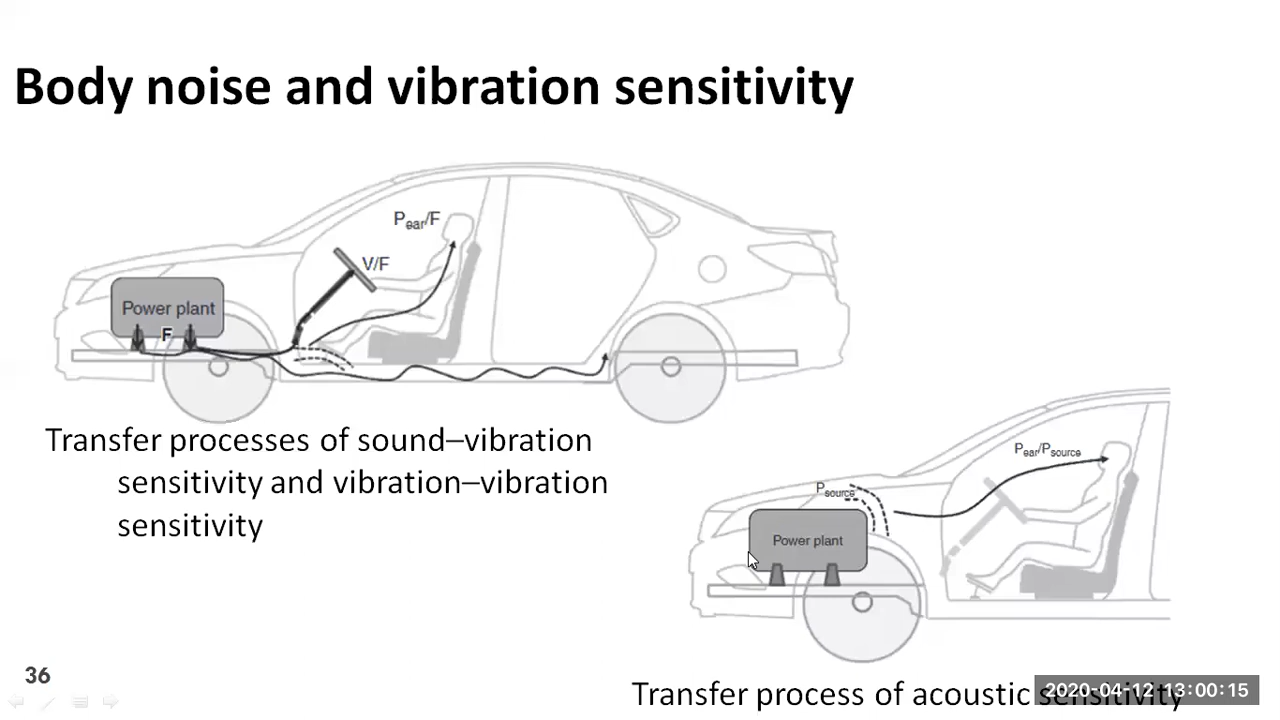 Body noise and vibration sensitivity
Pear/F
V/F
Power plant
F
Transfer processes of sound–vibration
sensitivity and vibration–vibration
sensitivity
Pear/Psource
Psource
Power plant
36
Transfer process of acoustic sensitivity
2020-04-12 13:00:15